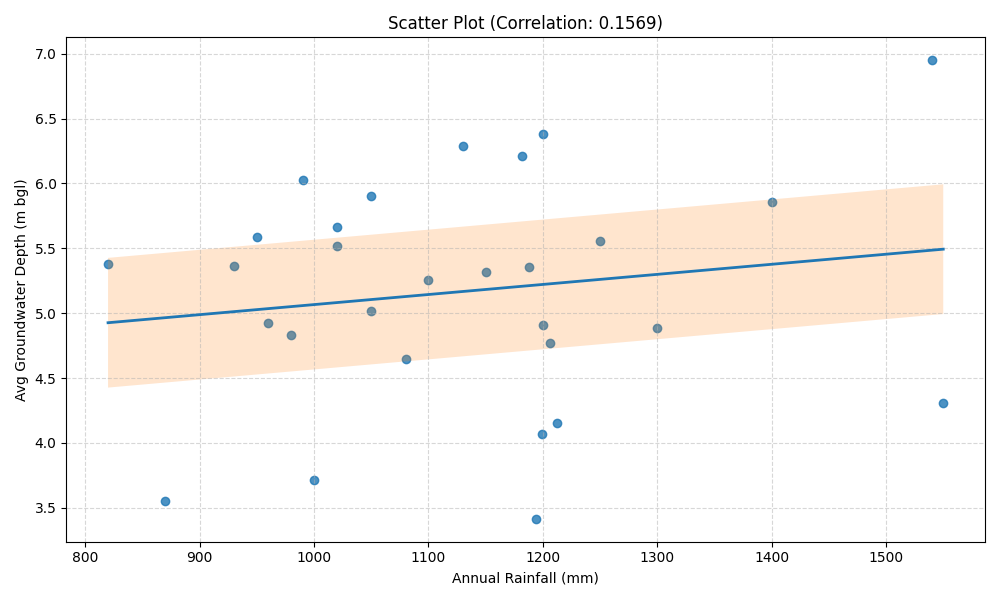 Scatter Plot (Correlation: 0.1569)
7.0
6.5
6.0
5.5
5.0
4.5
4.0
3.5
Avg Groundwater Depth (m bgl)
800 900 1000 1100 1200 1300 1400 1500
Annual Rainfall (mm)